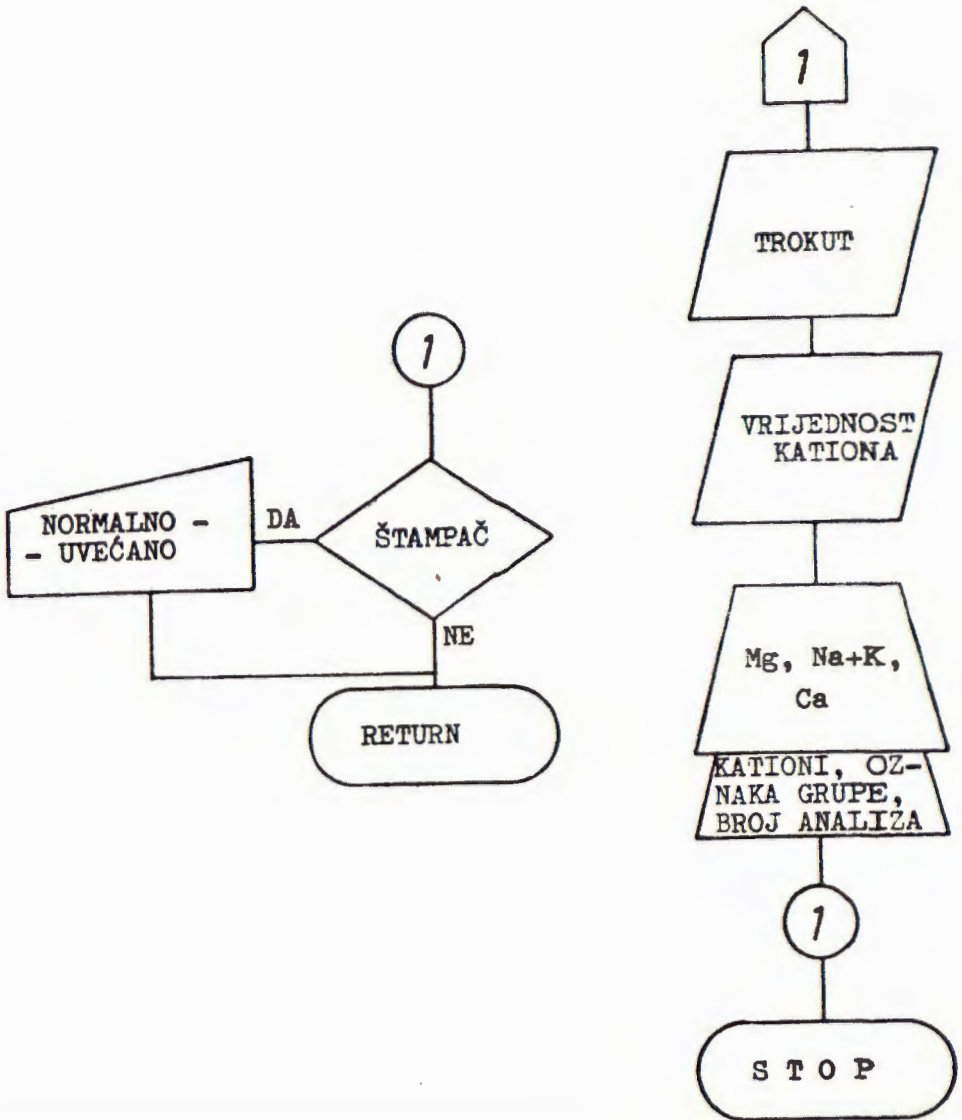 1
TROKUT
VRIJEDNOST
KATIONA
Mg, Na+K,
Ca
KATIONI, OZ-
NAKA GRUPE,
BROJ ANALIZA
1
S T O P
1
ŠTAMPAČ
DA
NORMALNO -
- UVEĆANO
NE
RETURN